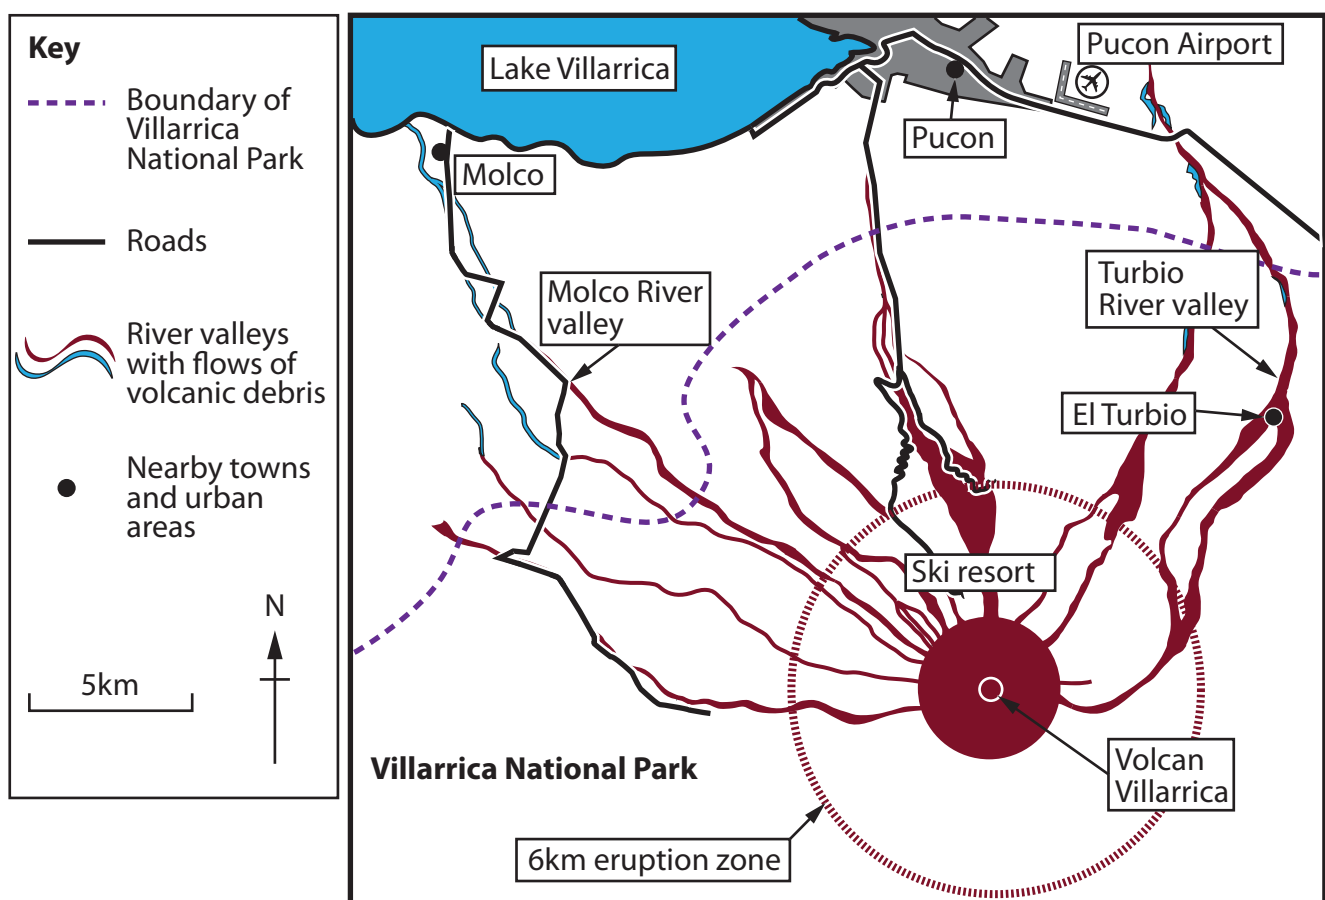 Key
Boundary of
Villarrica
National Park
Roads
River valleys
with flows of
volcanic debris
Nearby towns
and urban
areas
N
5km
Lake Villarrica
Pucon Airport
Pucon
Molco
Molco River
valley
Turbio
River valley
El Turbio
Ski resort
Volcan
Villarrica
Villarrica National Park
6km eruption zone